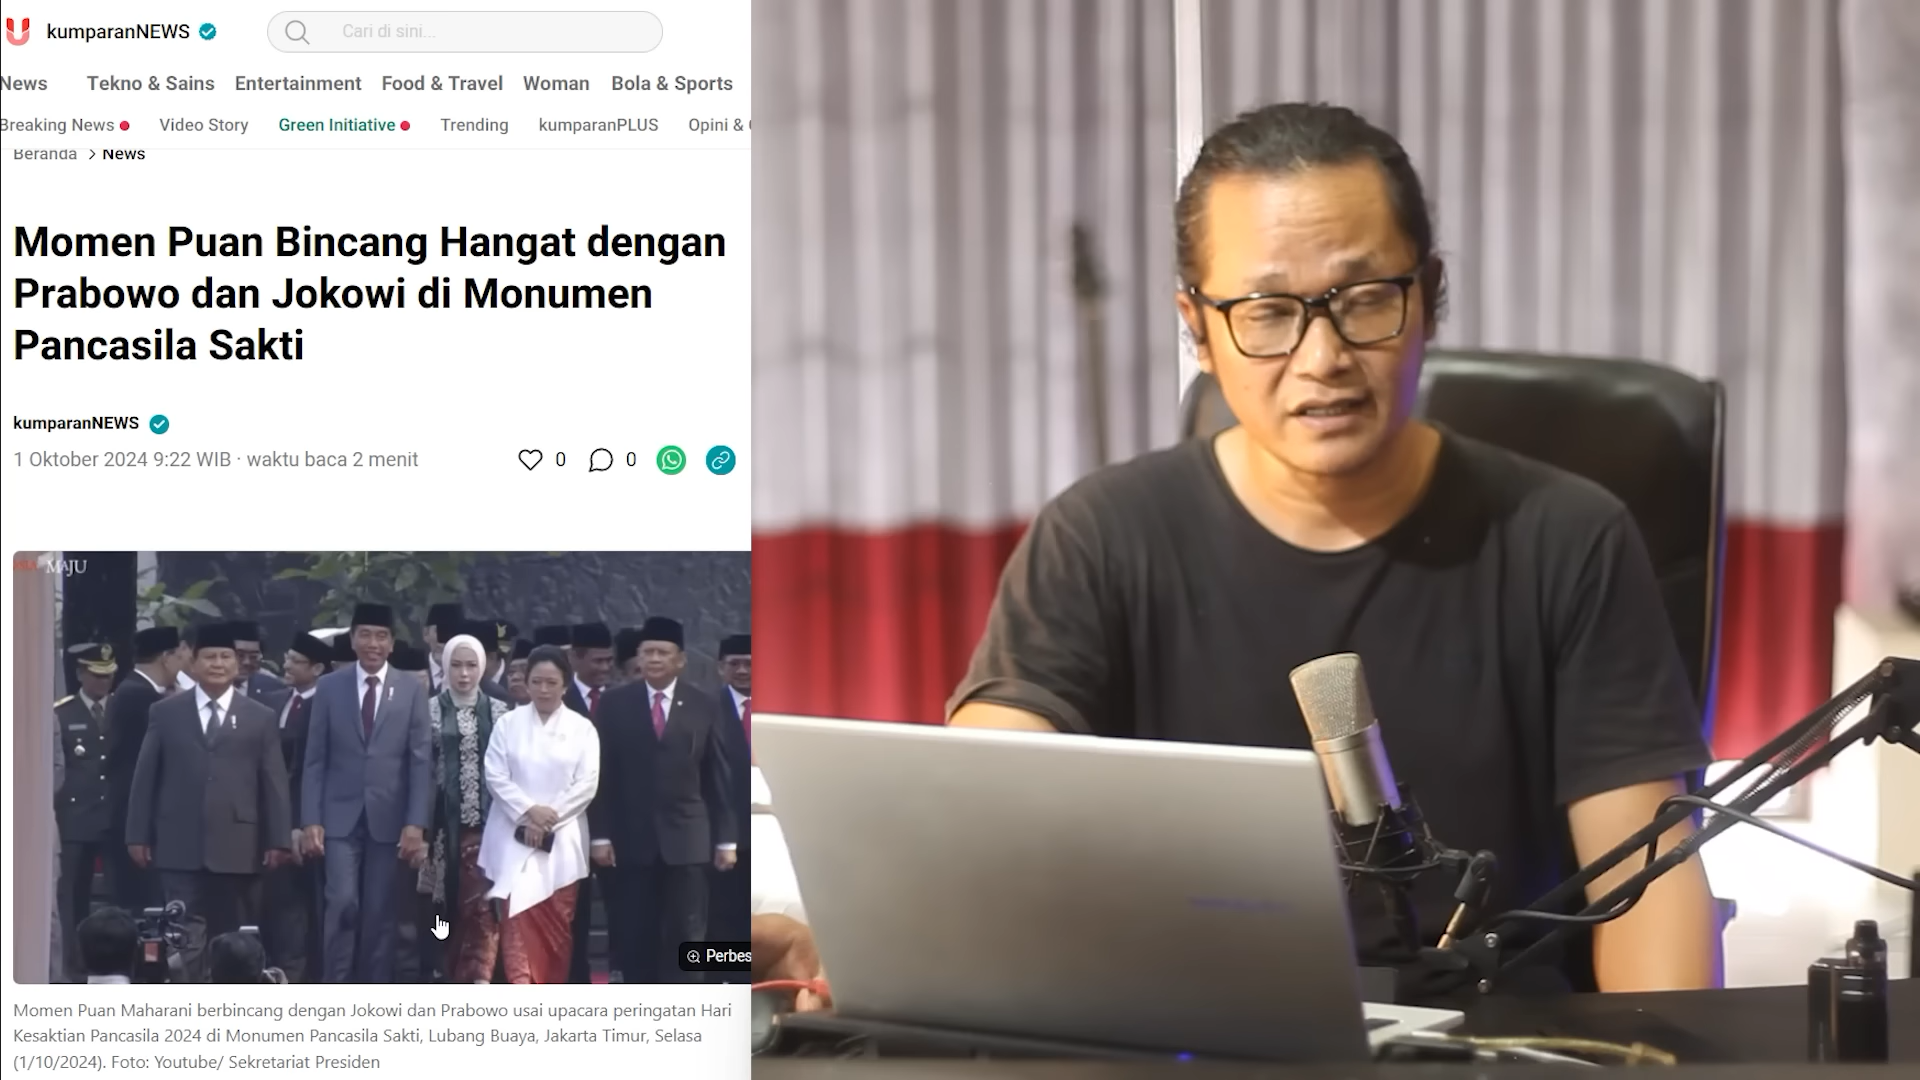 kumparanNEWS
Cari di sini...
News Tekno & Sains Entertainment Food & Travel Woman Bola & Sports
Breaking News Video Story Green Initiative Trending kumparanPLUS Opini &
Beranda > News
Momen Puan Bincang Hangat dengan
Prabowo dan Jokowi di Monumen
Pancasila Sakti
kumparanNEWS
1 Oktober 2024 9:22 WIB · waktu baca 2 menit 0 0
MAJU
Perbes
Momen Puan Maharani berbincang dengan Jokowi dan Prabowo usai upacara peringatan Hari
Kesaktian Pancasila 2024 di Monumen Pancasila Sakti, Lubang Buaya, Jakarta Timur, Selasa
(1/10/2024). Foto: Youtube/ Sekretariat Presiden